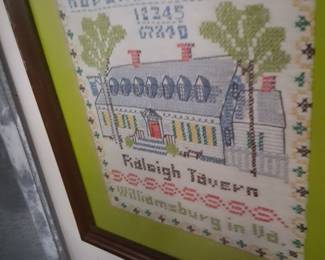 12345
67890
Raleigh Tavern
Williamsburg in Va.